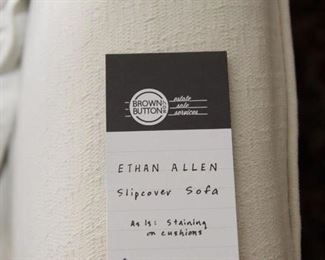 BROWN
BUTTON
estate
sale
services
ETHAN ALLEN
Slipcover Sofa
As Is: Staining
on cushions